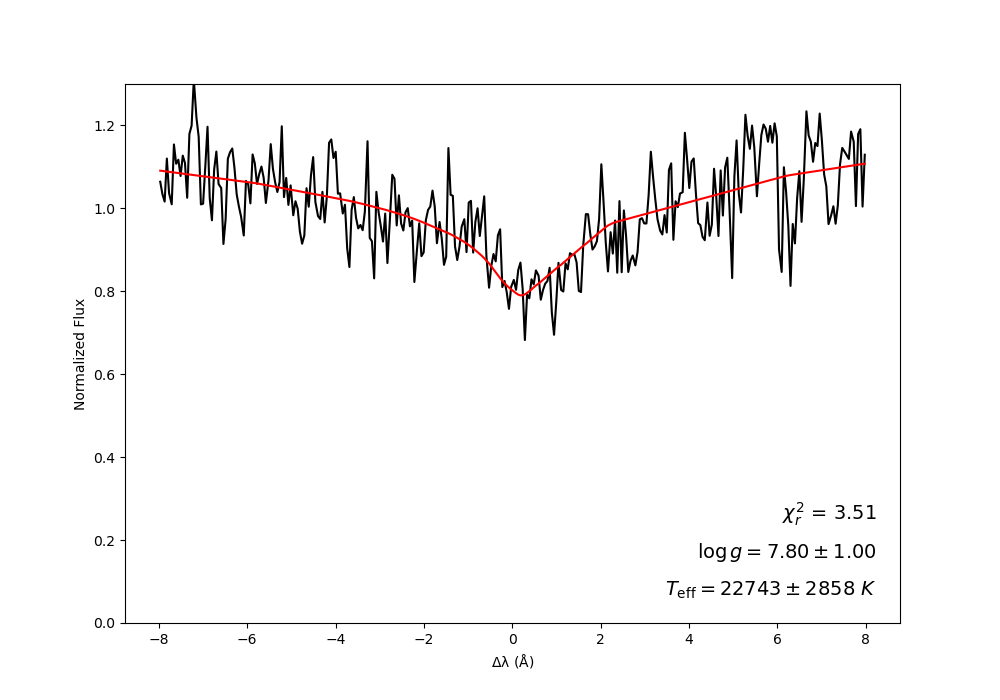 1.2
1.0
0.8
0.6
0.4
0.2
0.0
Normalized Flux
χ²ᵣ = 3.51
log g = 7.80 ± 1.00
T_eff = 22743 ± 2858 K
−8 −6 −4 −2 0 2 4 6 8
Δλ (Å)